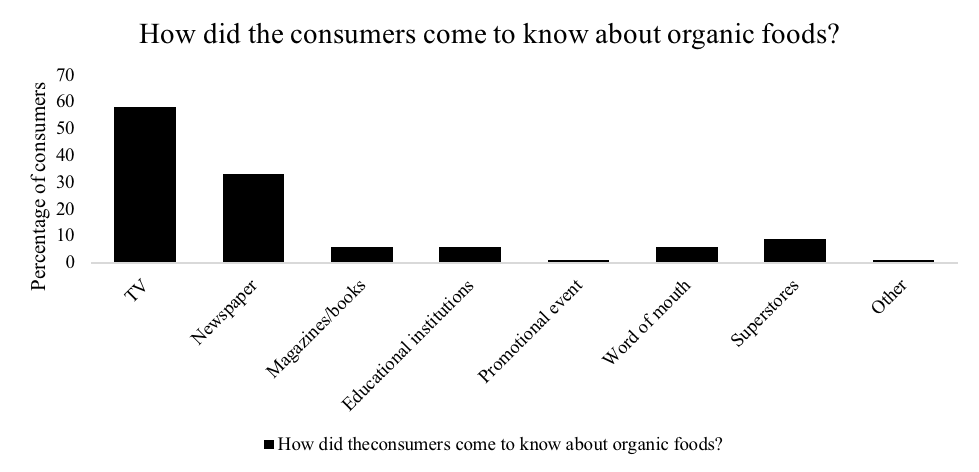 How did the consumers come to know about organic foods?
Percentage of consumers
70
60
50
40
30
20
10
0
TV
Newspaper
Magazines/books
Educational institutions
Promotional event
Word of mouth
Superstores
Other
How did theconsumers come to know about organic foods?